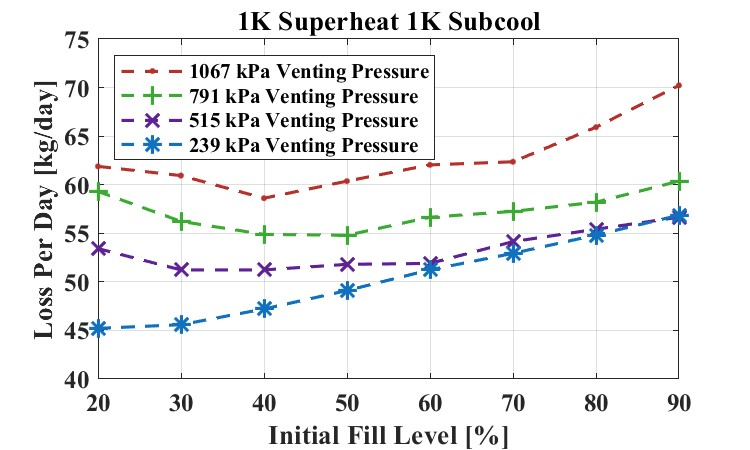 1K Superheat 1K Subcool
75
70
65
60
55
50
45
40
Loss Per Day [kg/day]
1067 kPa Venting Pressure
791 kPa Venting Pressure
515 kPa Venting Pressure
239 kPa Venting Pressure
20 30 40 50 60 70 80 90
Initial Fill Level [%]